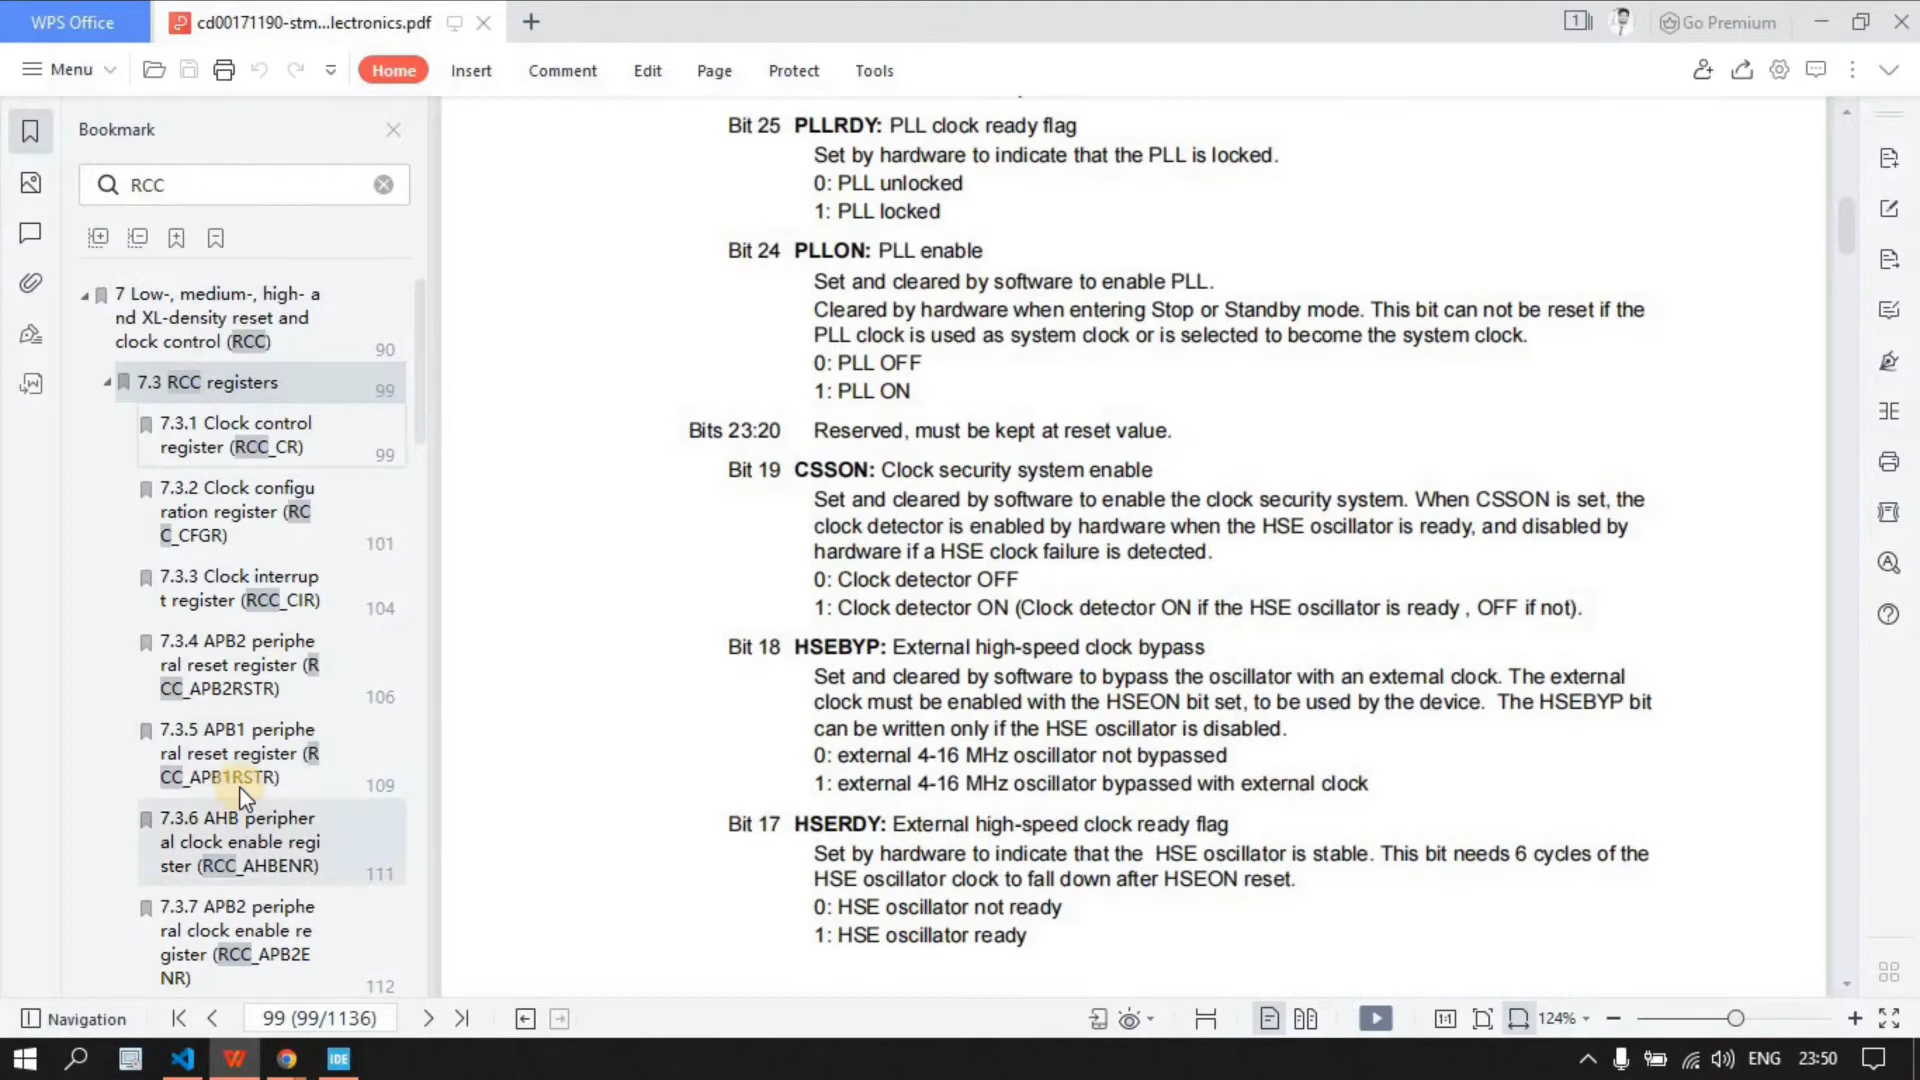 WPS Office
cd00171190-stm...lectronics.pdf
1
Go Premium
Menu
Home
Insert
Comment
Edit
Page
Protect
Tools
Bookmark
RCC
7 Low-, medium-, high- a
nd XL-density reset and
clock control (RCC)
90
7.3 RCC registers
99
7.3.1 Clock control
register (RCC_CR)
99
7.3.2 Clock configu
ration register (RC
C_CFGR)
101
7.3.3 Clock interrup
t register (RCC_CIR)
104
7.3.4 APB2 periphe
ral reset register (R
CC_APB2RSTR)
106
7.3.5 APB1 periphe
ral reset register (R
CC_APB1RSTR)
109
7.3.6 AHB peripher
al clock enable regi
ster (RCC_AHBENR)
111
7.3.7 APB2 periphe
ral clock enable re
gister (RCC_APB2E
NR)
112
Bit 25 PLLRDY: PLL clock ready flag
Set by hardware to indicate that the PLL is locked.
0: PLL unlocked
1: PLL locked
Bit 24 PLLON: PLL enable
Set and cleared by software to enable PLL.
Cleared by hardware when entering Stop or Standby mode. This bit can not be reset if the
PLL clock is used as system clock or is selected to become the system clock.
0: PLL OFF
1: PLL ON
Bits 23:20 Reserved, must be kept at reset value.
Bit 19 CSSON: Clock security system enable
Set and cleared by software to enable the clock security system. When CSSON is set, the
clock detector is enabled by hardware when the HSE oscillator is ready, and disabled by
hardware if a HSE clock failure is detected.
0: Clock detector OFF
1: Clock detector ON (Clock detector ON if the HSE oscillator is ready , OFF if not).
Bit 18 HSEBYP: External high-speed clock bypass
Set and cleared by software to bypass the oscillator with an external clock. The external
clock must be enabled with the HSEON bit set, to be used by the device. The HSEBYP bit
can be written only if the HSE oscillator is disabled.
0: external 4-16 MHz oscillator not bypassed
1: external 4-16 MHz oscillator bypassed with external clock
Bit 17 HSERDY: External high-speed clock ready flag
Set by hardware to indicate that the HSE oscillator is stable. This bit needs 6 cycles of the
HSE oscillator clock to fall down after HSEON reset.
0: HSE oscillator not ready
1: HSE oscillator ready
Navigation
99 (99/1136)
1:1
124%
IDE
ENG
23:50